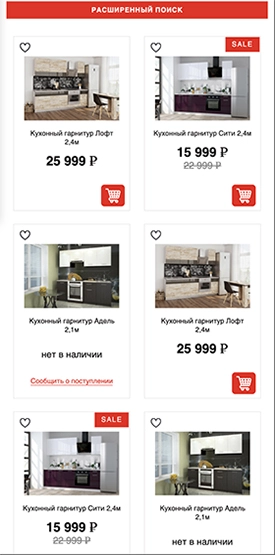 РАСШИРЕННЫЙ ПОИСК
Кухонный гарнитур Лофт
2,4м
25 999 ₽
SALE
Кухонный гарнитур Сити 2,4м
15 999 ₽
22 999 ₽
Кухонный гарнитур Адель
2,1м
нет в наличии
Сообщить о поступлении
Кухонный гарнитур Лофт
2,4м
25 999 ₽
SALE
Кухонный гарнитур Сити 2,4м
15 999 ₽
22 999 ₽
Кухонный гарнитур Адель
2,1м
нет в наличии